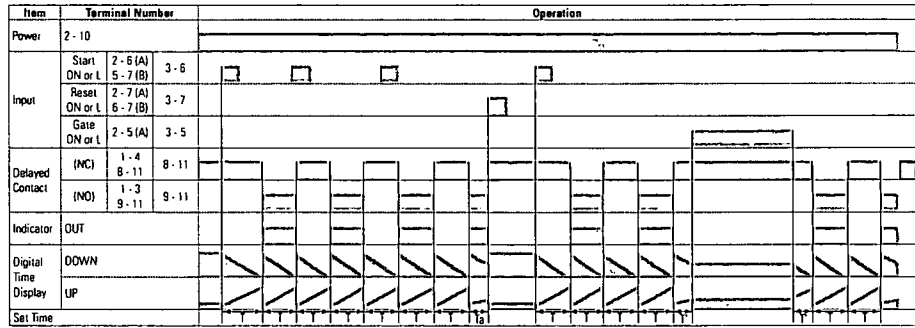 Item Terminal Number Operation
Power 2 - 10
Input
Start ON or L 2 - 6 (A) 5 - 7 (B) 3 - 6
Reset ON or L 2 - 7 (A) 6 - 7 (B) 3 - 7
Gate ON or L 2 - 5 (A) 3 - 5
Delayed Contact
(NC) 1 - 4 8 - 11 8 - 11
(NO) 1 - 3 9 - 11 9 - 11
Indicator OUT
Digital Time Display
DOWN
UP
Set Time T T T T T T Ta T T T T T' T' T T